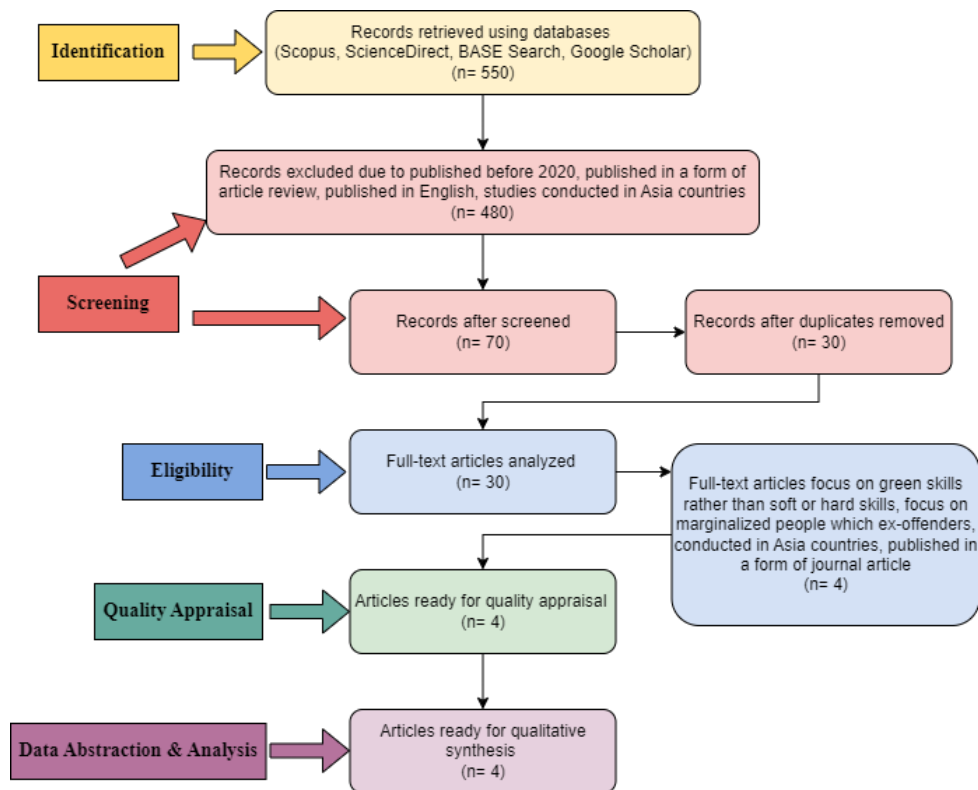 Identification
Records retrieved using databases
(Scopus, ScienceDirect, BASE Search, Google Scholar)
(n= 550)
Records excluded due to published before 2020, published in a form of
article review, published in English, studies conducted in Asia countries
(n= 480)
Screening
Records after screened
(n= 70)
Records after duplicates removed
(n= 30)
Eligibility
Full-text articles analyzed
(n= 30)
Full-text articles focus on green skills
rather than soft or hard skills, focus on
marginalized people which ex-offenders,
conducted in Asia countries, published in
a form of journal article
(n= 4)
Quality Appraisal
Articles ready for quality appraisal
(n= 4)
Data Abstraction & Analysis
Articles ready for qualitative
synthesis
(n= 4)